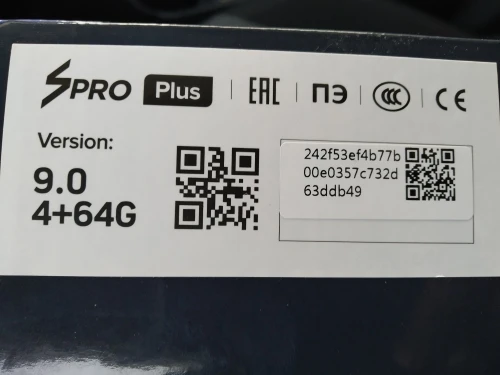 SPRO Plus EAC ПЭ CCC CE
Version:
9.0
4+64G
242f53ef4b77b
00e0357c732d
63ddb49